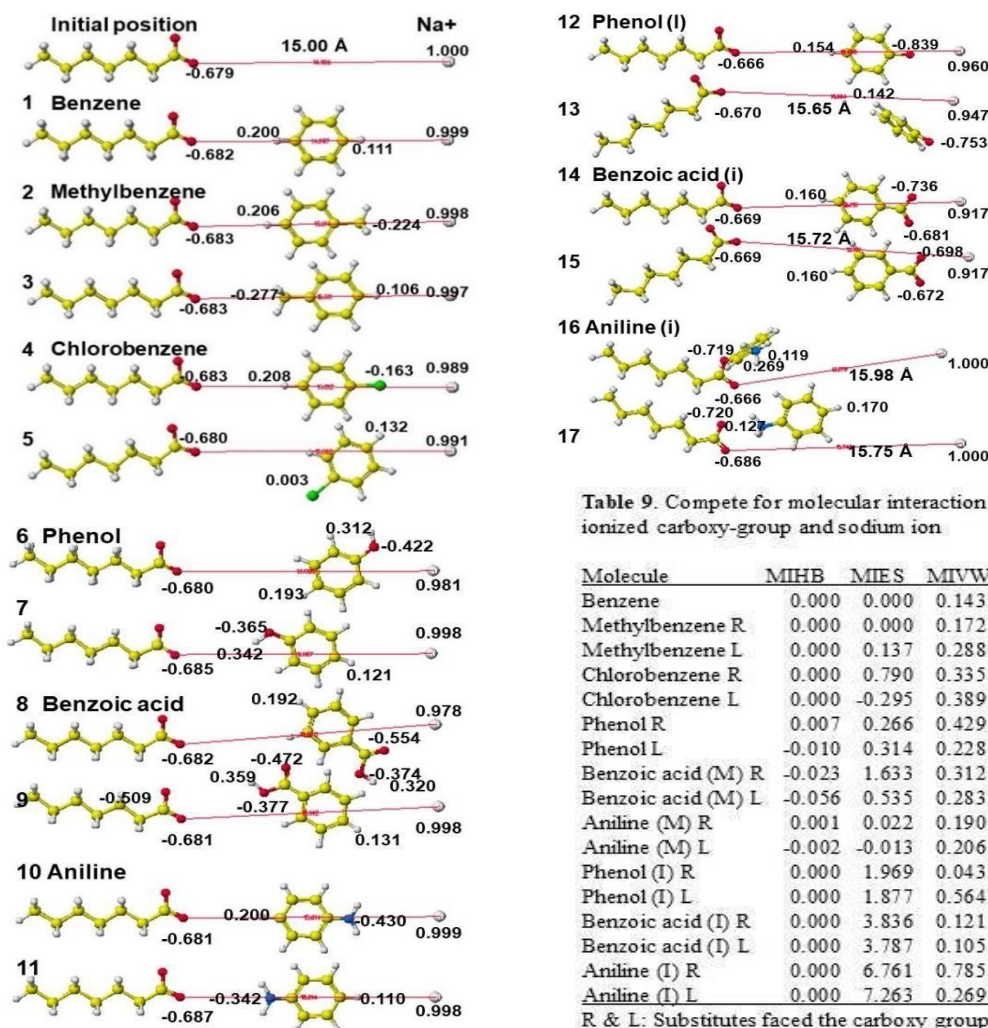 Initial position
Na+
15.00 Å
1.000
-0.679
1 Benzene
0.200
0.999
-0.682
0.111
2 Methylbenzene
0.206
0.998
-0.224
-0.683
3
-0.277
0.106
0.997
-0.683
4 Chlorobenzene
-0.683
0.208
-0.163
0.989
5
-0.680
0.132
0.991
0.003
6 Phenol
0.312
-0.422
-0.680
0.193
0.981
7
-0.365
0.998
-0.685
0.342
0.121
8 Benzoic acid
0.192
0.978
-0.554
-0.682
-0.472
-0.374
0.359
0.320
9
-0.509
-0.377
0.998
-0.681
0.131
10 Aniline
0.200
-0.430
-0.681
0.999
11
-0.342
-0.110
-0.687
0.998
12 Phenol (I)
0.154
-0.839
-0.666
0.960
13
0.142
-0.670
15.65 Å
0.947
-0.753
14 Benzoic acid (i)
0.160
-0.736
-0.669
0.917
-0.681
15
15.72 Å
-0.698
-0.669
0.917
0.160
-0.672
16 Aniline (i)
-0.719
0.119
0.269
1.000
-0.666
15.98 Å
17
-0.720
0.127
0.170
-0.686
15.75 Å
1.000
Table 9. Compete for molecular interaction
ionized carboxy-group and sodium ion
Molecule MIHB MIES MIVW
Benzene 0.000 0.000 0.143
Methylbenzene R 0.000 0.000 0.172
Methylbenzene L 0.000 0.137 0.288
Chlorobenzene R 0.000 0.790 0.335
Chlorobenzene L 0.000 -0.295 0.389
Phenol R 0.007 0.266 0.429
Phenol L -0.010 0.314 0.228
Benzoic acid (M) R -0.023 1.633 0.312
Benzoic acid (M) L -0.056 0.535 0.283
Aniline (M) R 0.001 0.022 0.190
Aniline (M) L -0.002 -0.013 0.206
Phenol (I) R 0.000 1.969 0.043
Phenol (I) L 0.000 1.877 0.564
Benzoic acid (I) R 0.000 3.836 0.121
Benzoic acid (I) L 0.000 3.787 0.105
Aniline (I) R 0.000 6.761 0.785
Aniline (I) L 0.000 7.263 0.269
R & L: Substitutes faced the carboxy group